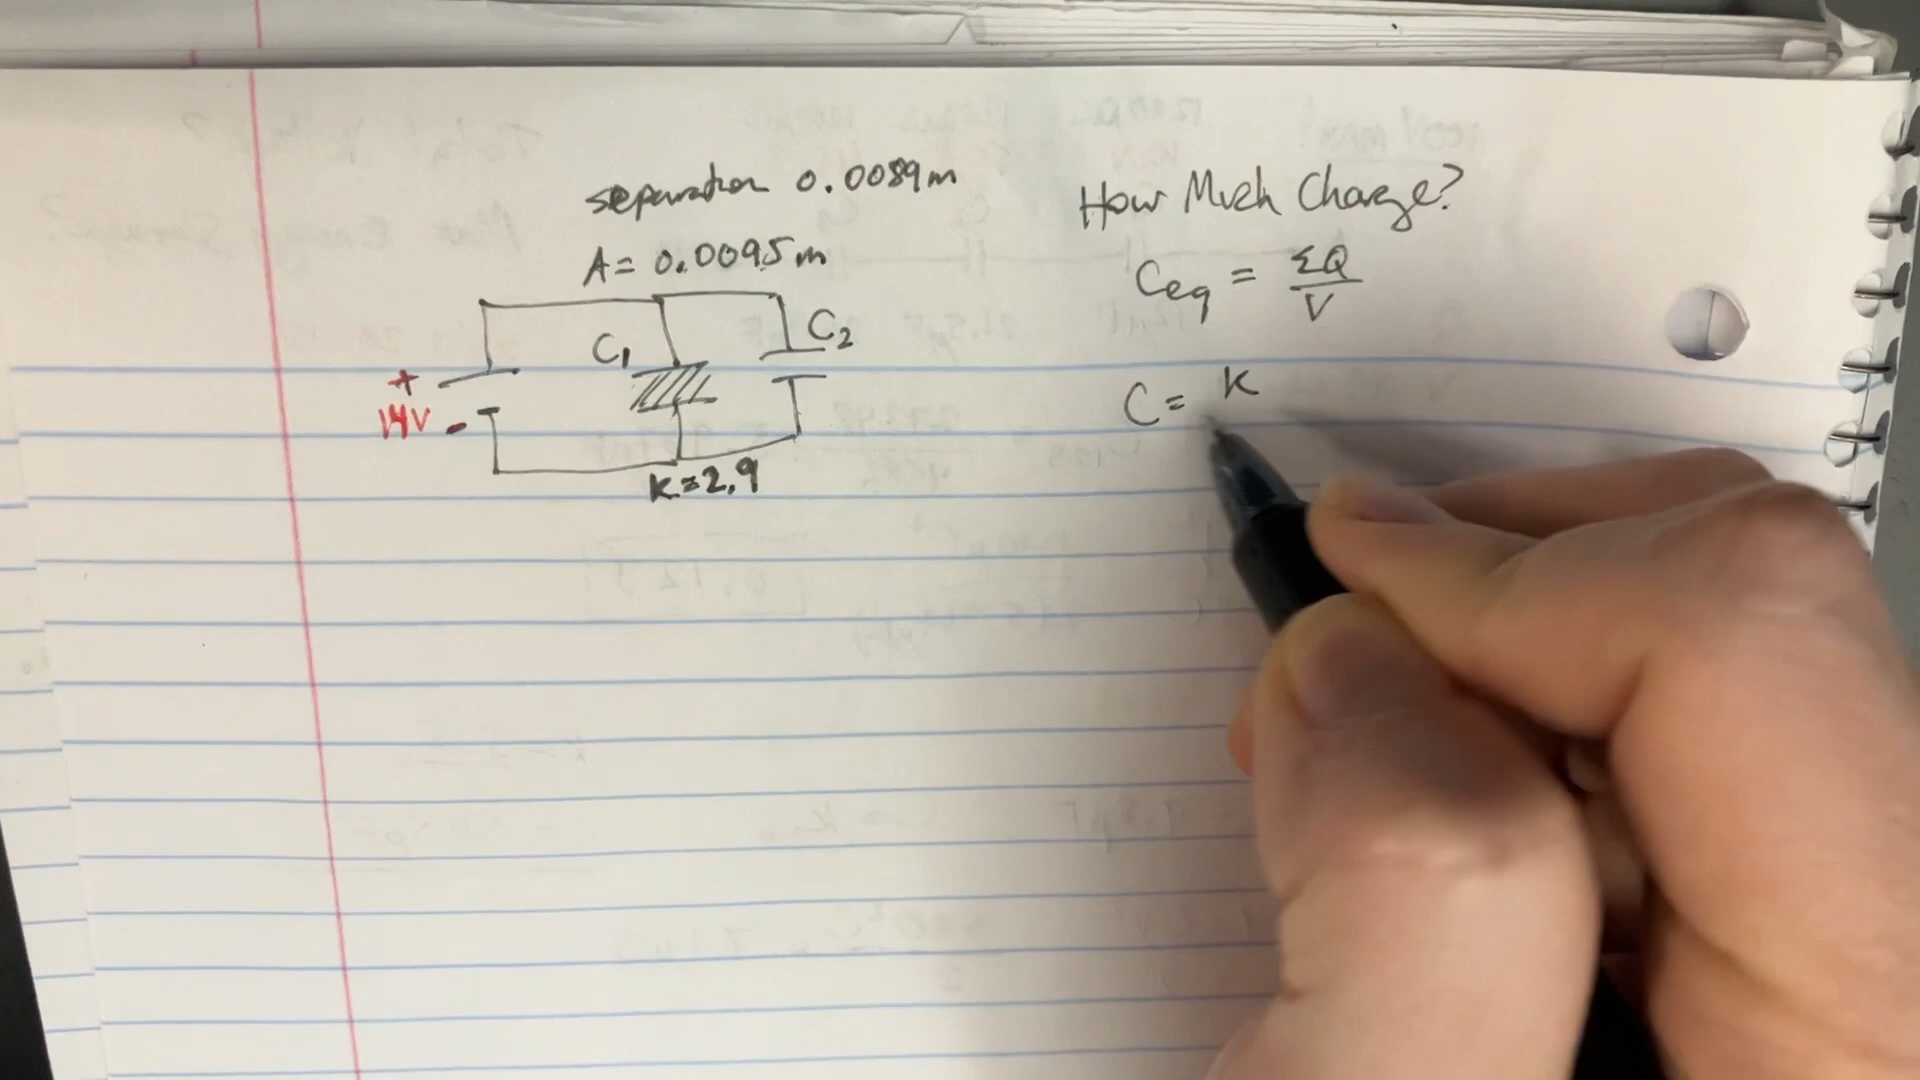 separation 0.0089m
A = 0.0095m
C₁
C₂
+
14V -
K=2.9
How Much Charge?
Ceq = ΣQ/V
C = K